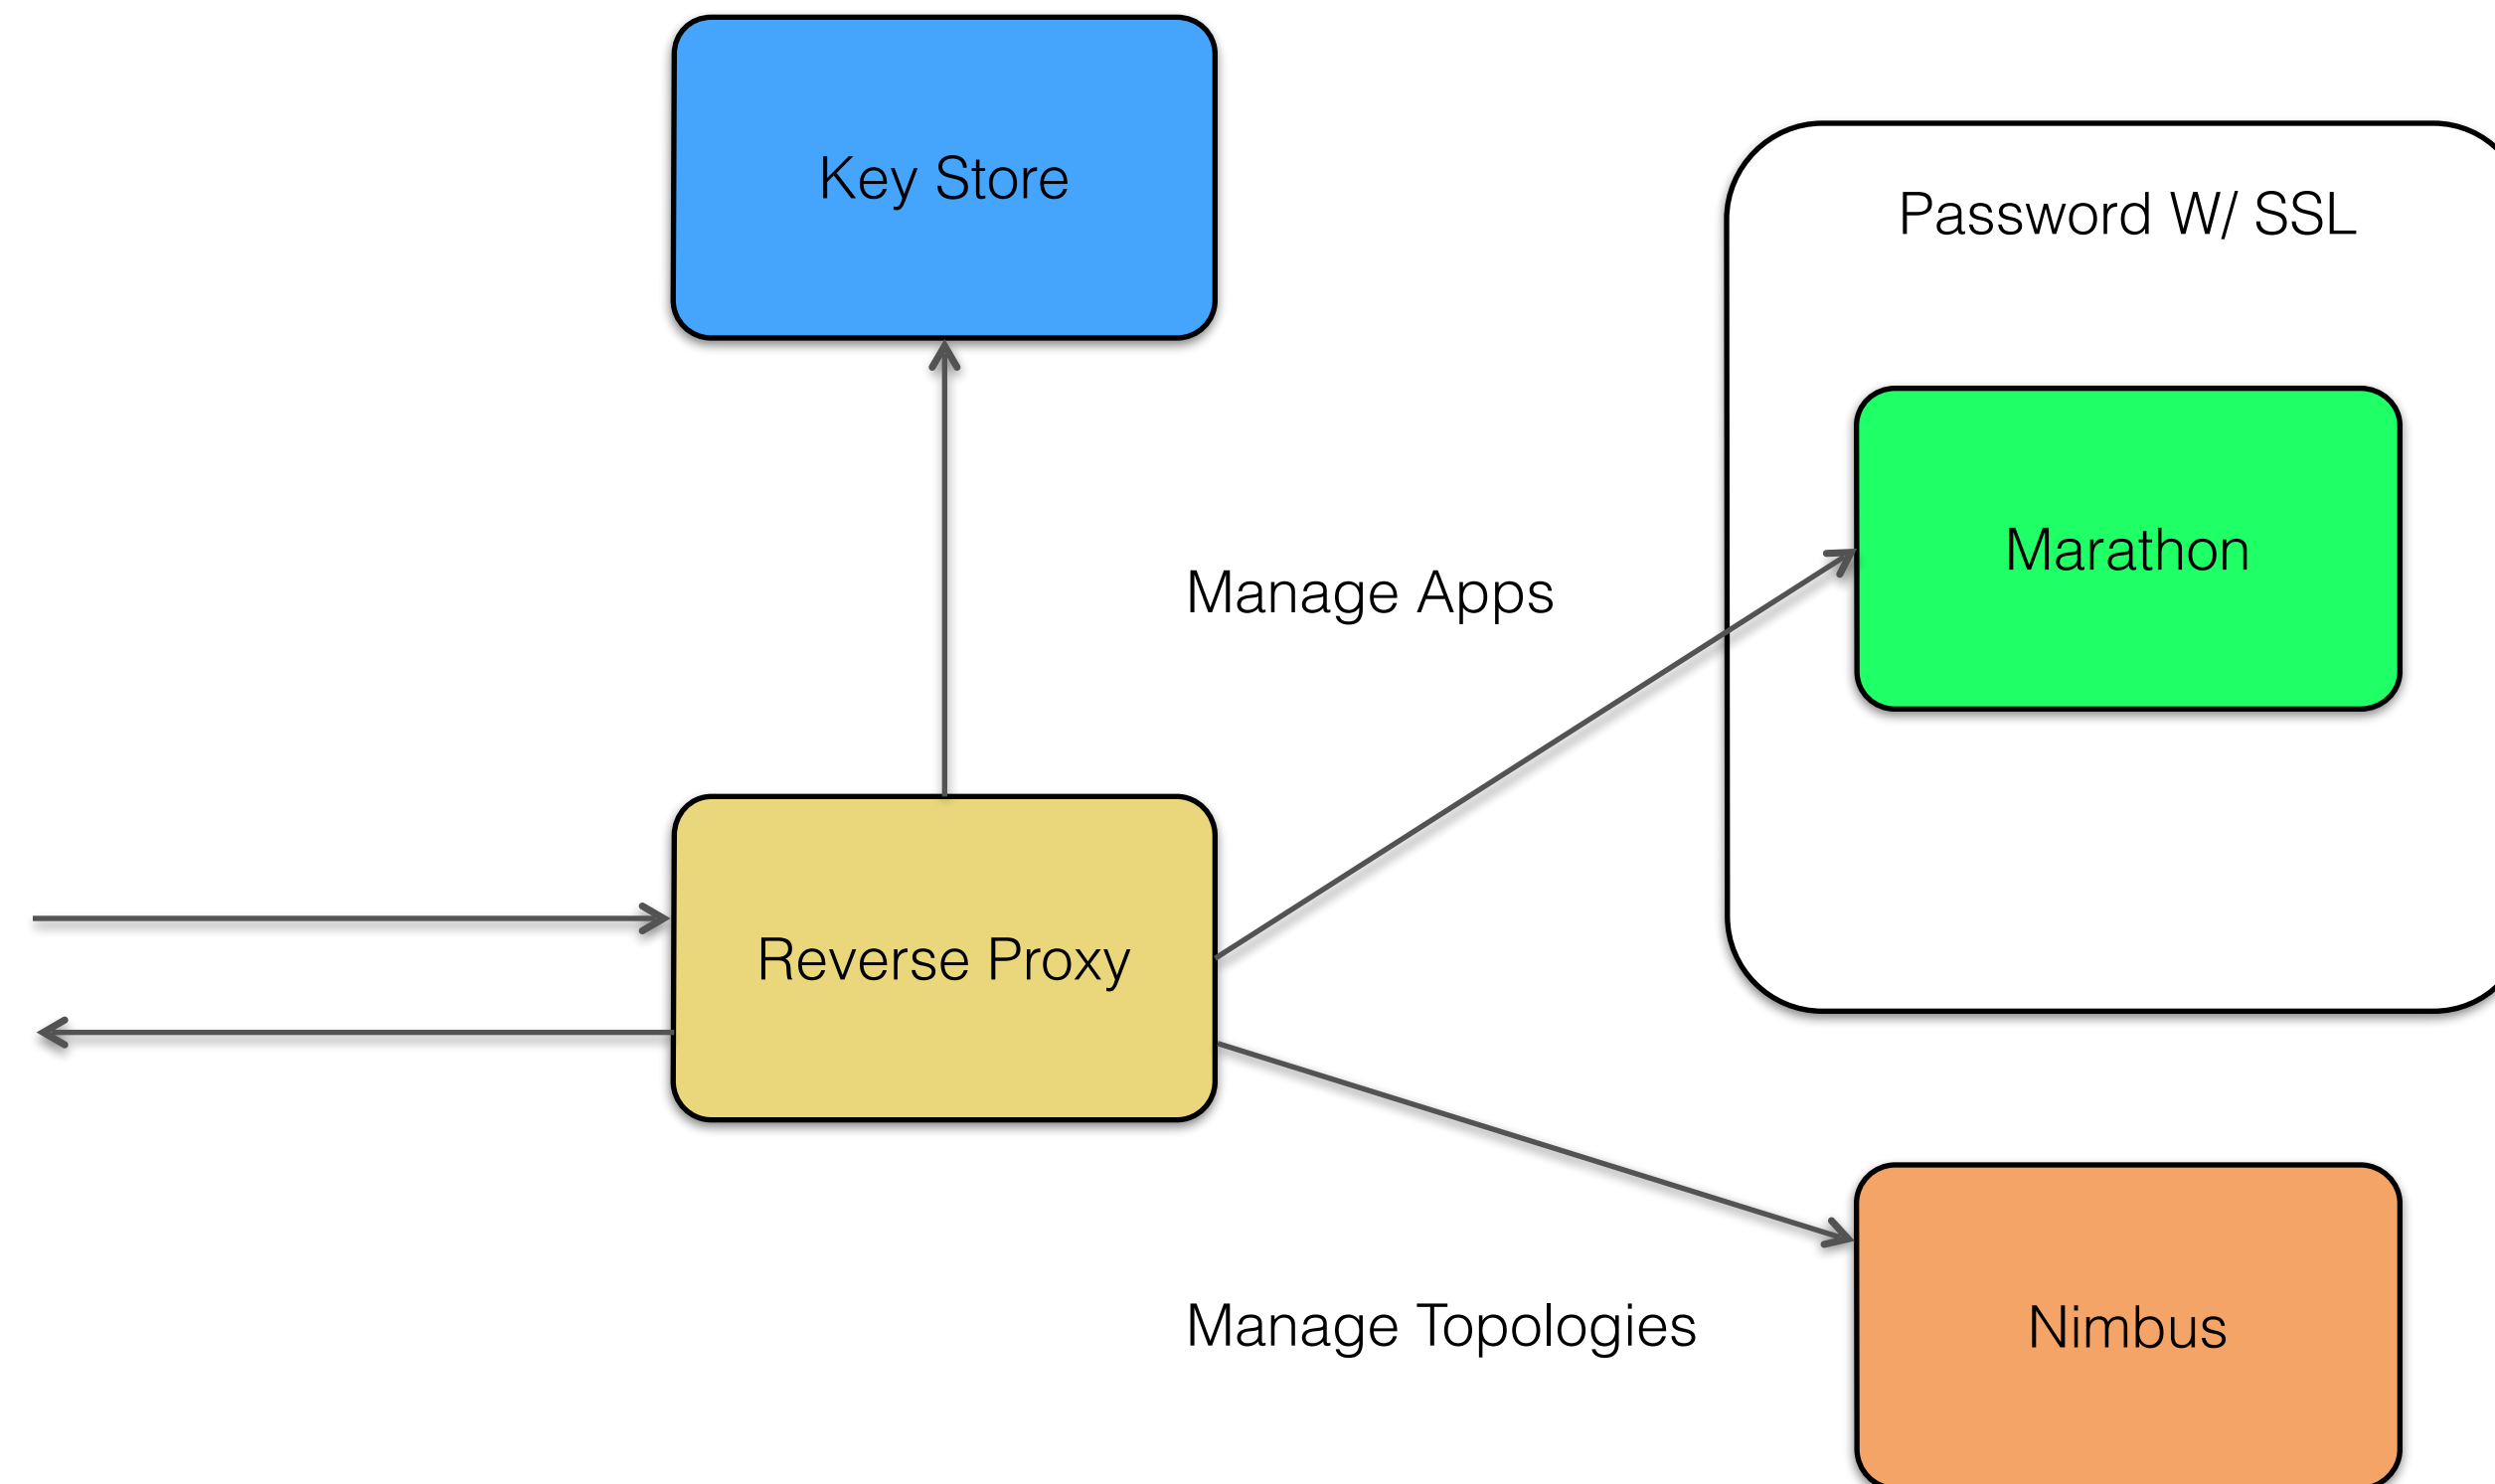 Key Store
Password W/ SSL
Marathon
Manage Apps
Reverse Proxy
Manage Topologies
Nimbus